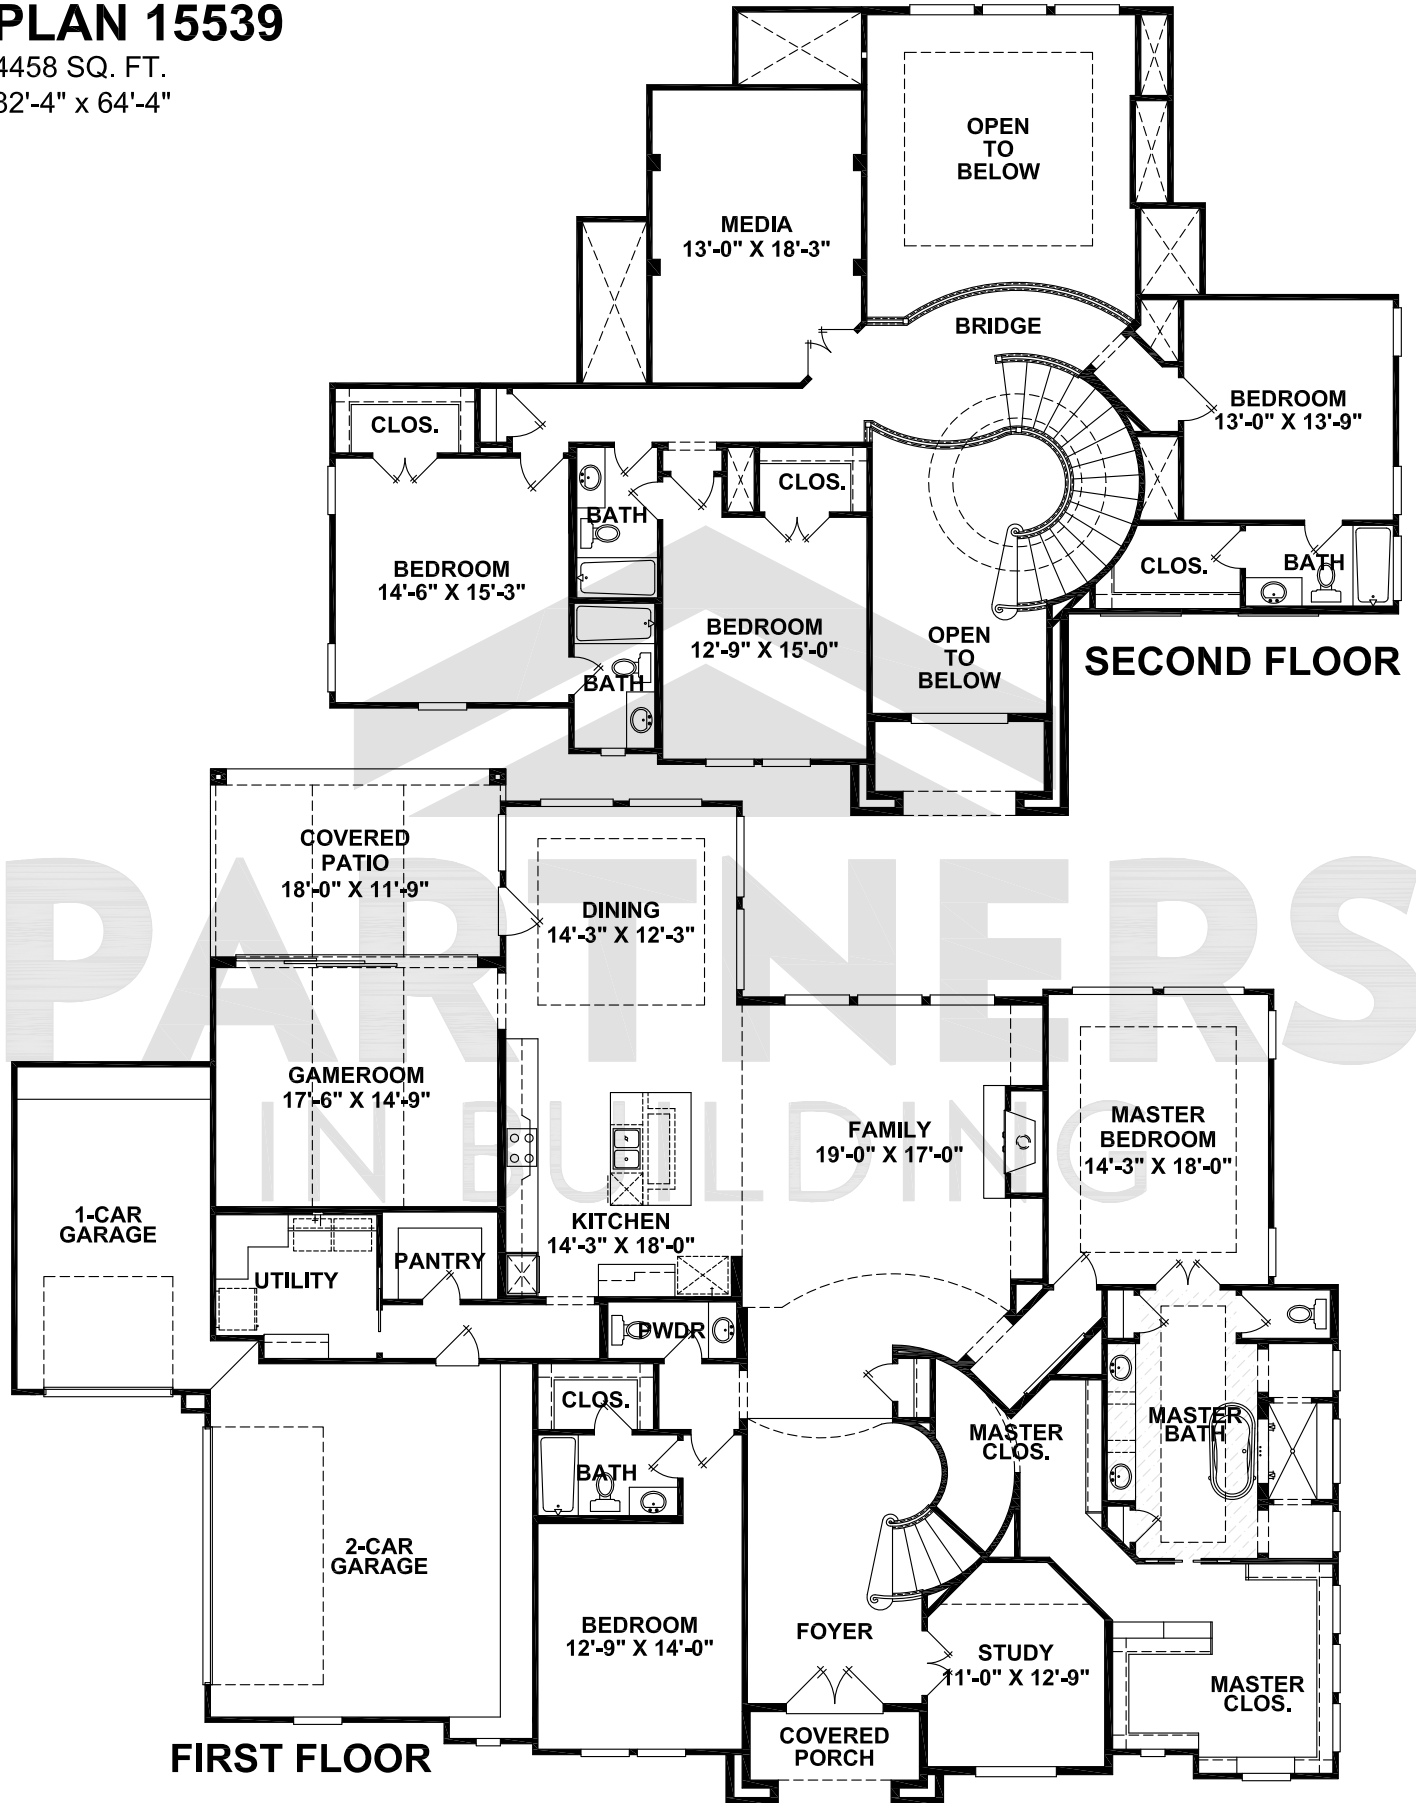 PLAN 15539
4458 SQ. FT.
82'-4" x 64'-4"
OPEN
TO
BELOW
MEDIA
13'-0" X 18'-3"
BRIDGE
BEDROOM
13'-0" X 13'-9"
CLOS.
CLOS.
BATH
BEDROOM
14'-6" X 15'-3"
CLOS.
BATH
BEDROOM
12'-9" X 15'-0"
OPEN
TO
BELOW
BATH
SECOND FLOOR
COVERED
PATIO
18'-0" X 11'-9"
DINING
14'-3" X 12'-3"
PARTNERS
IN BUILDING
GAMEROOM
17'-6" X 14'-9"
FAMILY
19'-0" X 17'-0"
MASTER
BEDROOM
14'-3" X 18'-0"
1-CAR
GARAGE
KITCHEN
14'-3" X 18'-0"
PANTRY
UTILITY
PWDR
CLOS.
MASTER
CLOS.
MASTER
BATH
BATH
2-CAR
GARAGE
BEDROOM
12'-9" X 14'-0"
FOYER
STUDY
11'-0" X 12'-9"
MASTER
CLOS.
COVERED
PORCH
FIRST FLOOR